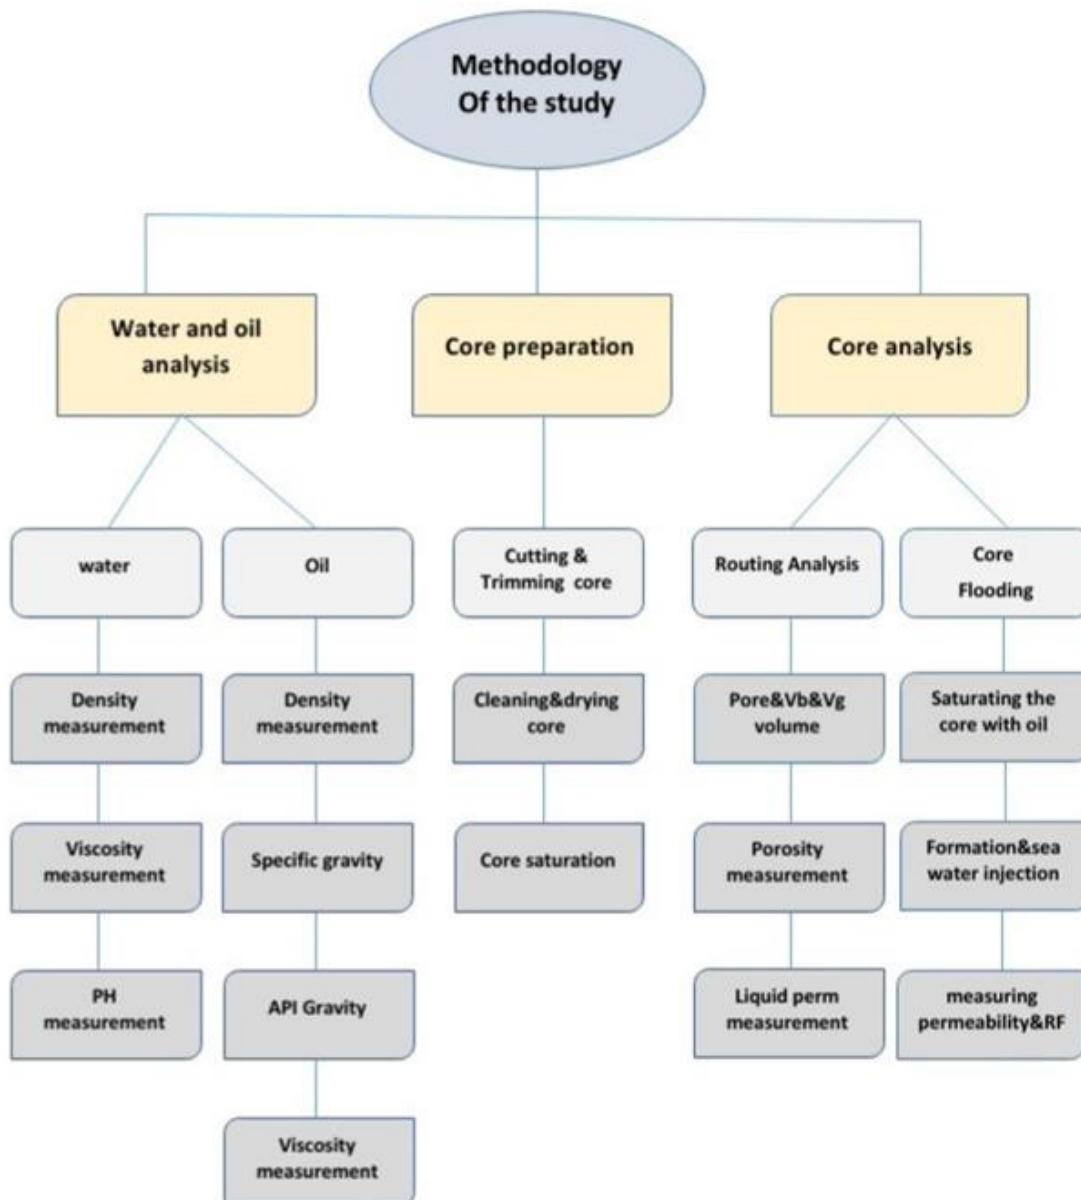 Methodology
Of the study
Water and oil
analysis
Core preparation
Core analysis
water
Oil
Cutting &
Trimming core
Routing Analysis
Core
Flooding
Density
measurement
Density
measurement
Cleaning&drying
core
Pore&Vb&Vg
volume
Saturating the
core with oil
Viscosity
measurement
Specific gravity
Core saturation
Porosity
measurement
Formation&sea
water injection
PH
measurement
API Gravity
Liquid perm
measurement
measuring
permeability&RF
Viscosity
measurement